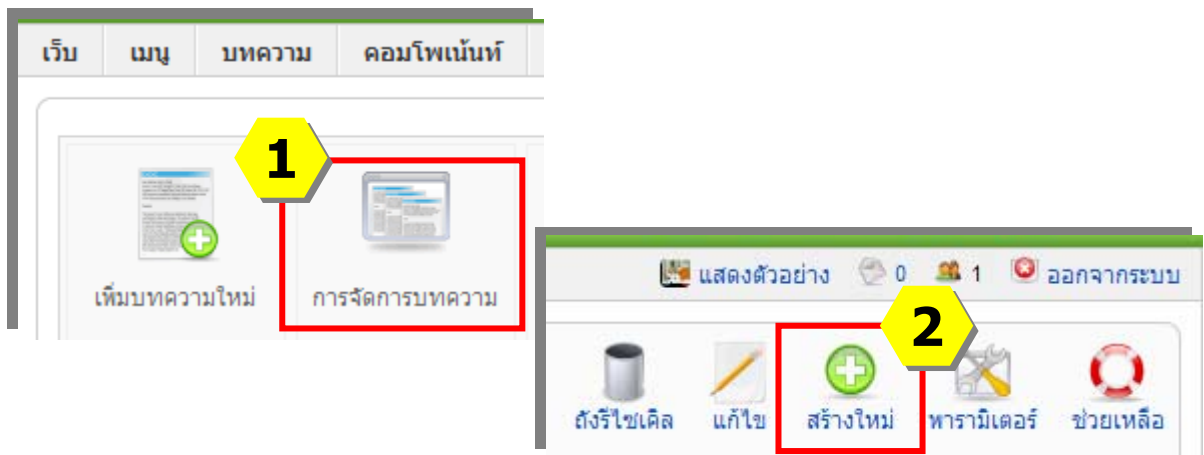 เว็บ เมนู บทความ คอมโพเน้นท์
1
เพิ่มบทความใหม่ การจัดการบทความ
แสดงตัวอย่าง 0 1 ออกจากระบบ
2
ถังรีไซเคิล แก้ไข สร้างใหม่ พารามิเตอร์ ช่วยเหลือ